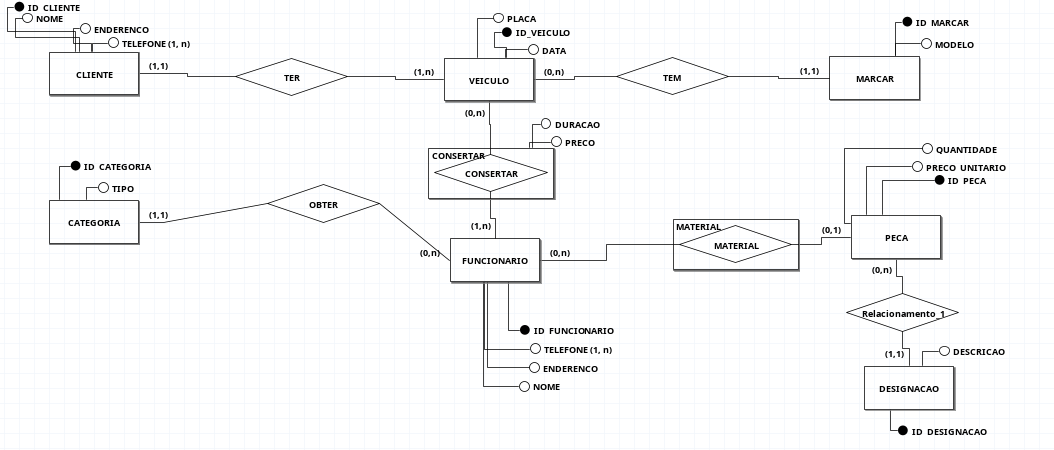 ID CLIENTE
NOME
ENDERENCO
TELEFONE (1, n)
CLIENTE
(1,1)
TER
(1,n)
PLACA
ID_VEICULO
DATA
VEICULO
(0,n)
TEM
(1,1)
ID MARCAR
MODELO
MARCAR
(0,n)
DURACAO
PRECO
CONSERTAR
CONSERTAR
(1,n)
ID CATEGORIA
TIPO
CATEGORIA
(1,1)
OBTER
(0,n)
FUNCIONARIO
(0,n)
MATERIAL
MATERIAL
(0,1)
QUANTIDADE
PRECO UNITARIO
ID PECA
PECA
(0,n)
Relacionamento_1
(1,1)
DESCRICAO
DESIGNACAO
ID DESIGNACAO
ID FUNCIONARIO
TELEFONE (1, n)
ENDERENCO
NOME